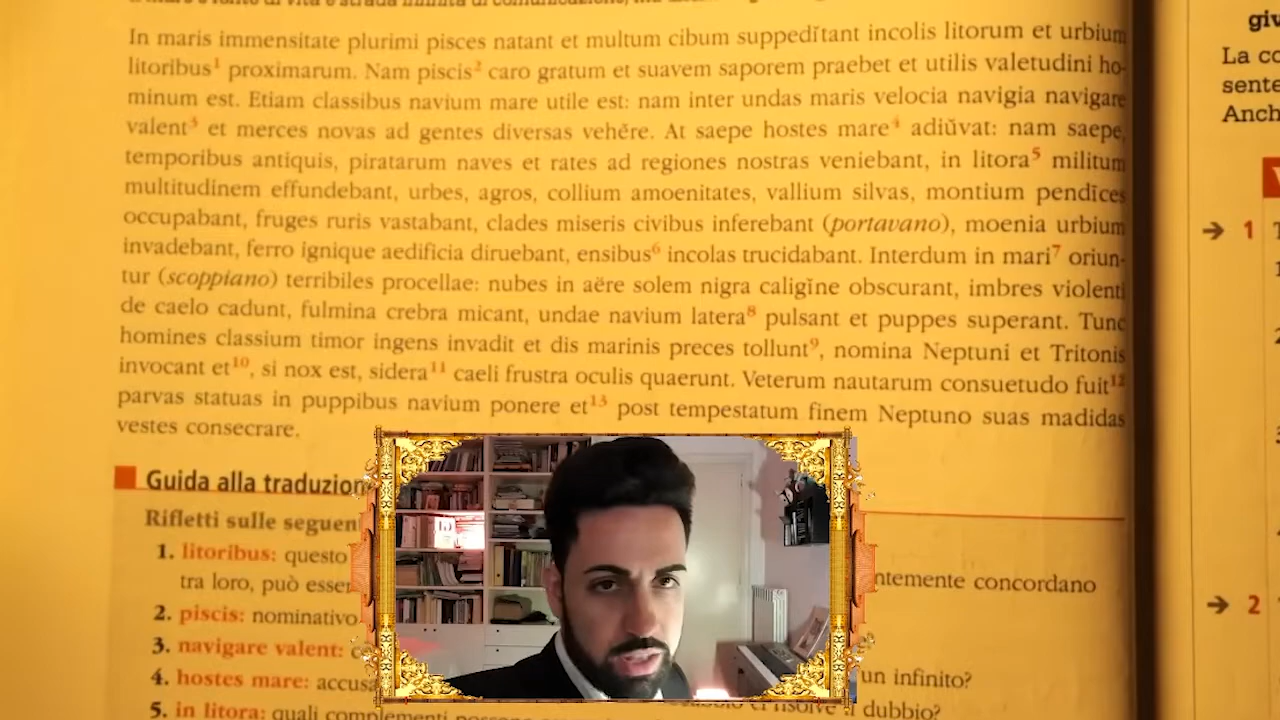 In maris immensitate plurimi pisces natant et multum cibum suppedĭtant incolis litorum et urbium
litoribus¹ proximarum. Nam piscis² caro gratum et suavem saporem praebet et utilis valetudini ho-
minum est. Etiam classibus navium mare utile est: nam inter undas maris velocia navigia navigare
valent³ et merces novas ad gentes diversas vehĕre. At saepe hostes mare⁴ adiŭvat: nam saepe,
temporibus antiquis, piratarum naves et rates ad regiones nostras veniebant, in litora⁵ militum
multitudinem effundebant, urbes, agros, collium amoenitates, vallium silvas, montium pendices
occupabant, fruges ruris vastabant, clades miseris civibus inferebant (portavano), moenia urbium
invadebant, ferro ignique aedificia diruebant, ensibus⁶ incolas trucidabant. Interdum in mari⁷ oriun-
tur (scoppiano) terribiles procellae: nubes in aëre solem nigra caligĭne obscurant, imbres violenti
de caelo cadunt, fulmina crebra micant, undae navium latera⁸ pulsant et puppes superant. Tunc
homines classium timor ingens invadit et dis marinis preces tollunt⁹, nomina Neptuni et Tritonis
invocant et¹⁰, si nox est, sidera¹¹ caeli frustra oculis quaerunt. Veterum nautarum consuetudo fuit¹²
parvas statuas in puppibus navium ponere et¹³ post tempestatum finem Neptuno suas madidas
vestes consecrare.
Guida alla traduzion
Rifletti sulle seguen
1. litoribus: questo
tra loro, può esser ntemente concordano
2. piscis: nominativo
3. navigare valent:
4. hostes mare: accusa un infinito?
5. in litora: quali complementi dubbio?
giv
La co
sente
Anch
1
2